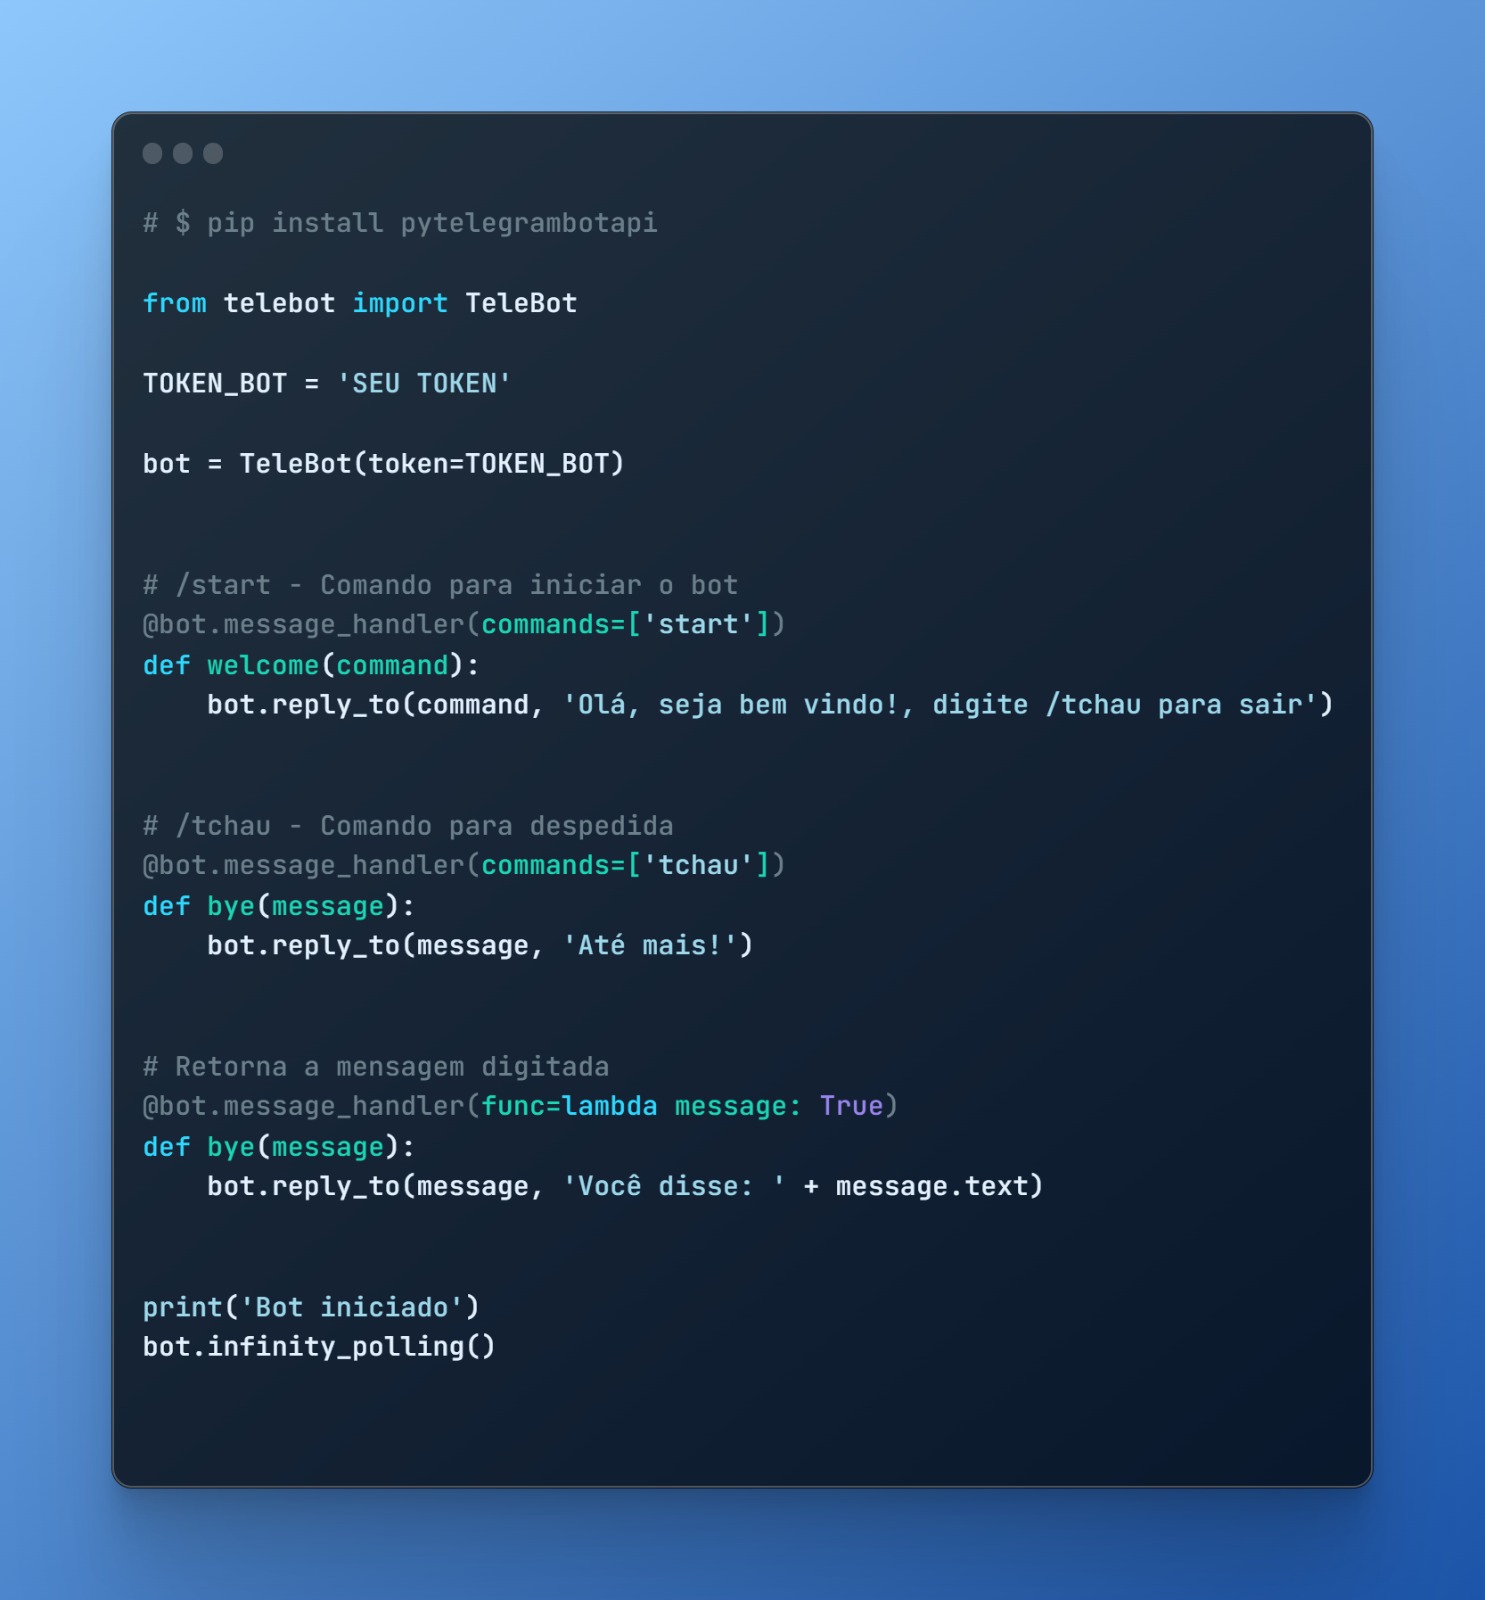 # $ pip install pytelegrambotapi
from telebot import TeleBot
TOKEN_BOT = 'SEU TOKEN'
bot = TeleBot(token=TOKEN_BOT)
# /start - Comando para iniciar o bot
@bot.message_handler(commands=['start'])
def welcome(command):
    bot.reply_to(command, 'Olá, seja bem vindo!, digite /tchau para sair')
# /tchau - Comando para despedida
@bot.message_handler(commands=['tchau'])
def bye(message):
    bot.reply_to(message, 'Até mais!')
# Retorna a mensagem digitada
@bot.message_handler(func=lambda message: True)
def bye(message):
    bot.reply_to(message, 'Você disse: ' + message.text)
print('Bot iniciado')
bot.infinity_polling()